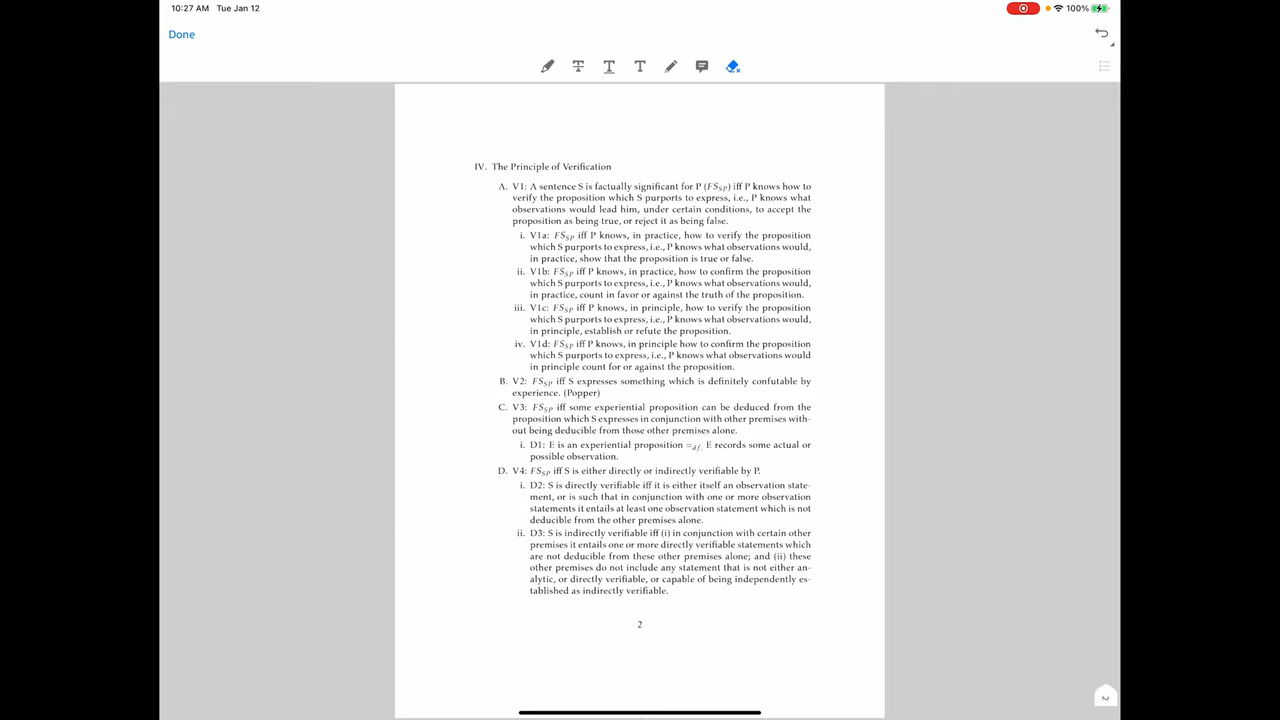 10:27 AM Tue Jan 12
100%
Done
IV. The Principle of Verification
A. V1: A sentence S is factually significant for P (FS_SP) iff P knows how to
verify the proposition which S purports to express, i.e., P knows what
observations would lead him, under certain conditions, to accept the
proposition as being true, or reject it as being false.
i. V1a: FS_SP iff P knows, in practice, how to verify the proposition
which S purports to express, i.e., P knows what observations would,
in practice, show that the proposition is true or false.
ii. V1b: FS_SP iff P knows, in practice, how to confirm the proposition
which S purports to express, i.e., P knows what observations would,
in practice, count in favor or against the truth of the proposition.
iii. V1c: FS_SP iff P knows, in principle, how to verify the proposition
which S purports to express, i.e., P knows what observations would,
in principle, establish or refute the proposition.
iv. V1d: FS_SP iff P knows, in principle how to confirm the proposition
which S purports to express, i.e., P knows what observations would
in principle count for or against the proposition.
B. V2: FS_SP iff S expresses something which is definitely confutable by
experience. (Popper)
C. V3: FS_SP iff some experiential proposition can be deduced from the
proposition which S expresses in conjunction with other premises with-
out being deducible from those other premises alone.
i. D1: E is an experiential proposition =df. E records some actual or
possible observation.
D. V4: FS_SP iff S is either directly or indirectly verifiable by P.
i. D2: S is directly verifiable iff it is either itself an observation state-
ment, or is such that in conjunction with one or more observation
statements it entails at least one observation statement which is not
deducible from the other premises alone.
ii. D3: S is indirectly verifiable iff (i) in conjunction with certain other
premises it entails one or more directly verifiable statements which
are not deducible from these other premises alone; and (ii) these
other premises do not include any statement that is not either an-
alytic, or directly verifiable, or capable of being independently es-
tablished as indirectly verifiable.
2
2